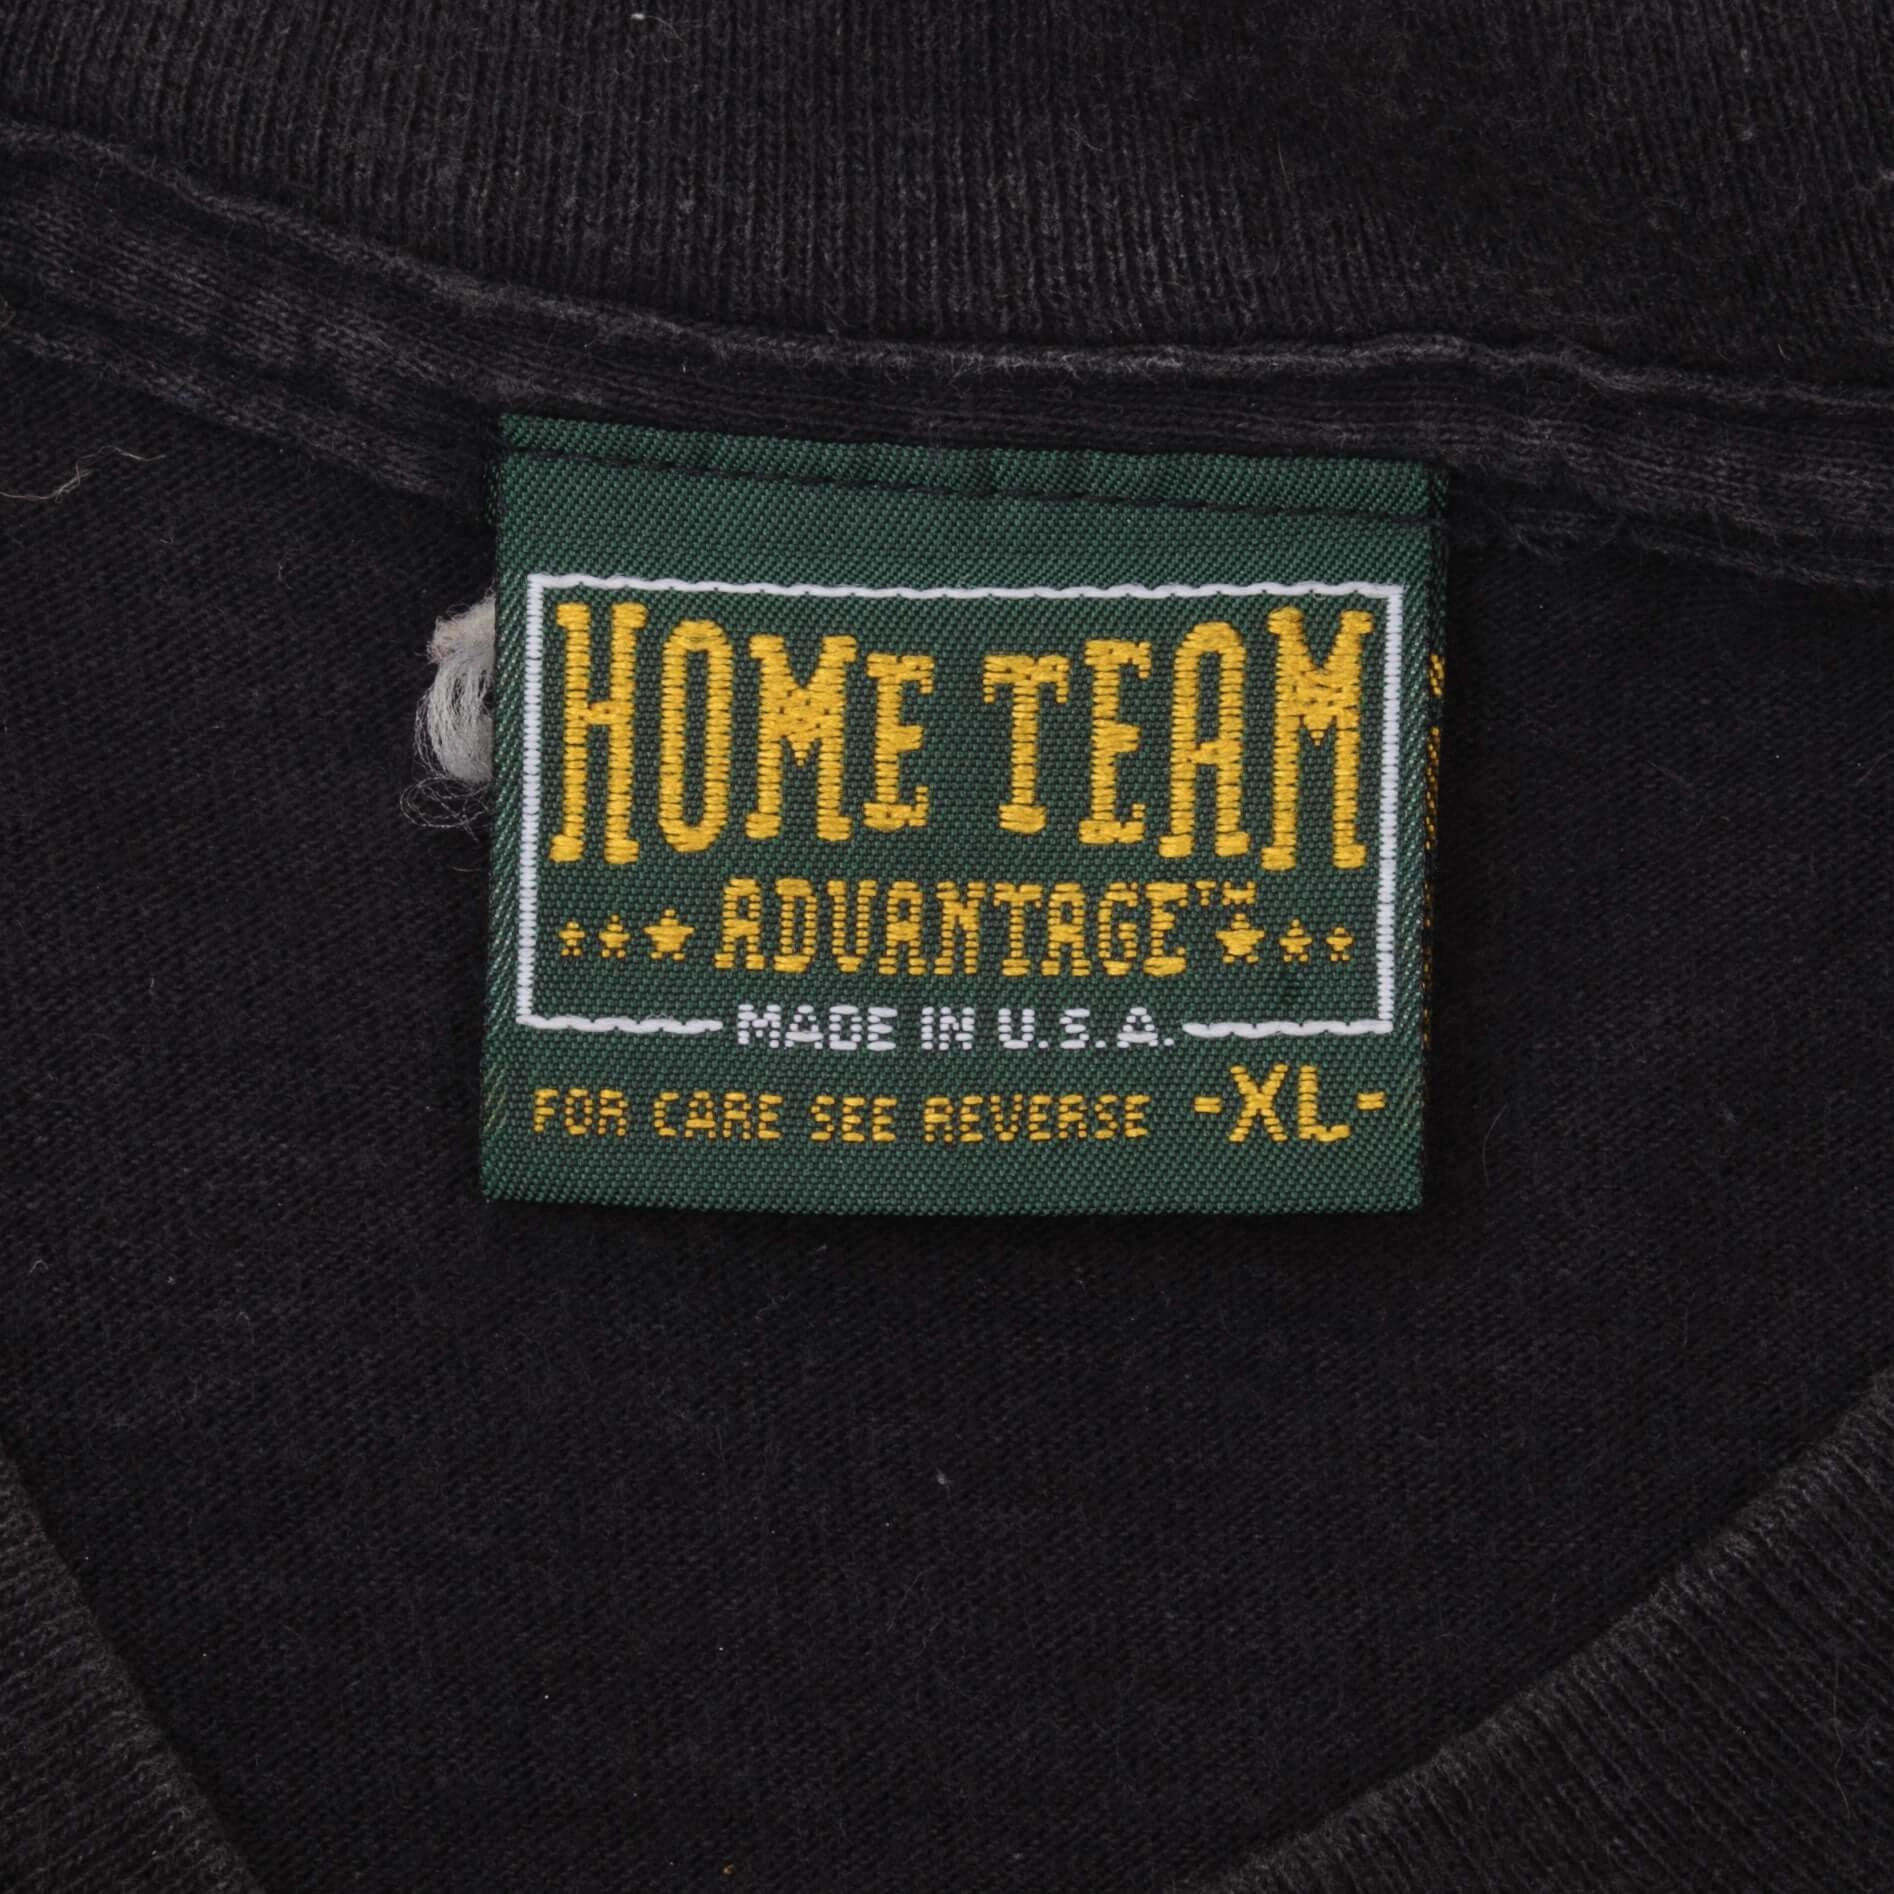 HOME TEAM
ADVANTAGE™
MADE IN U.S.A.
FOR CARE SEE REVERSE -XL-